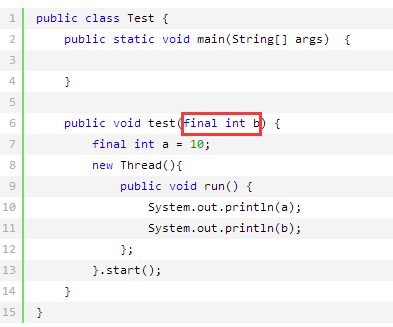 1 public class Test {
2     public static void main(String[] args)  {
3
4     }
5
6     public void test(final int b) {
7         final int a = 10;
8         new Thread(){
9             public void run() {
10                 System.out.println(a);
11                 System.out.println(b);
12             };
13         }.start();
14     }
15 }